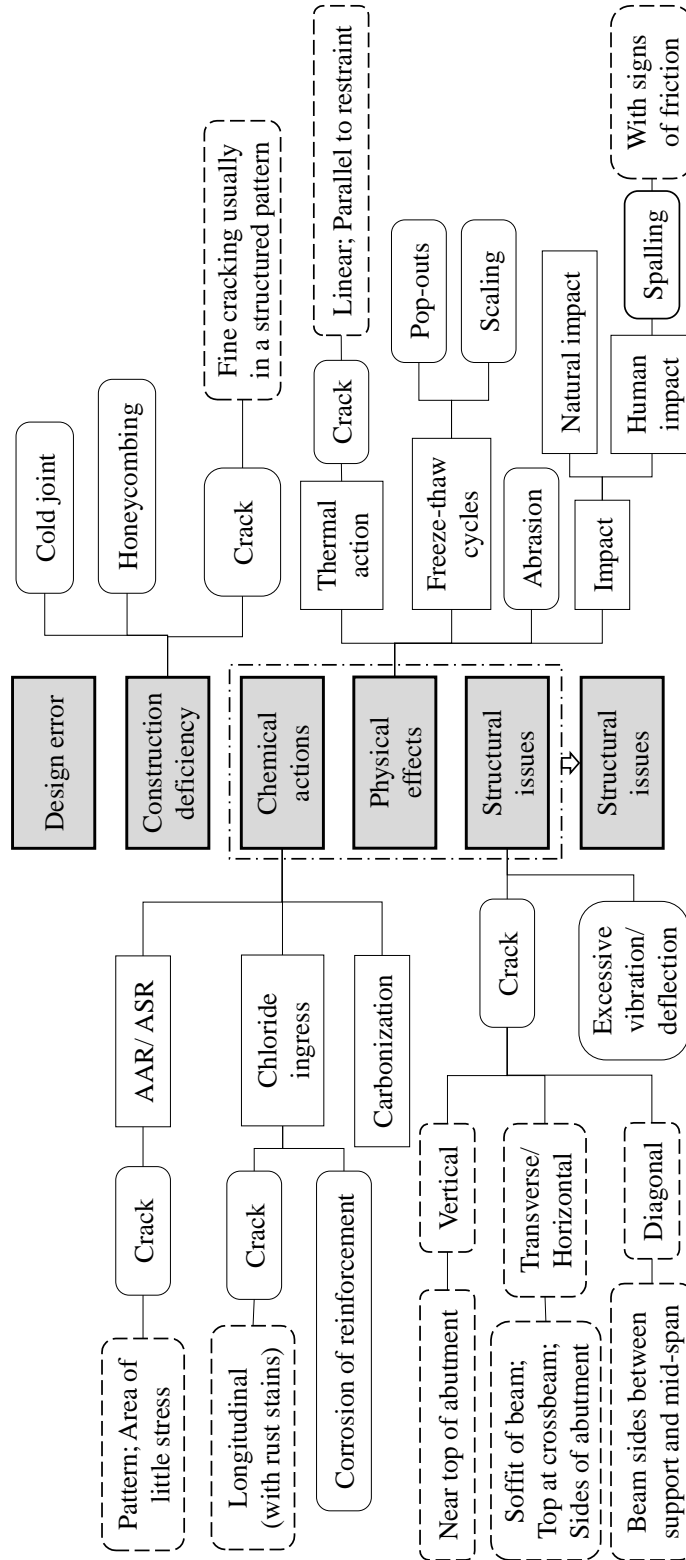 Design error
Construction
deficiency
Chemical
actions
Physical
effects
Structural
issues
Structural
issues
Cold joint
Honeycombing
Crack
Fine cracking usually
in a structured pattern
Thermal
action
Crack
Linear; Parallel to restraint
Freeze-thaw
cycles
Pop-outs
Scaling
Abrasion
Impact
Natural impact
Human
impact
Spalling
With signs
of friction
AAR/ ASR
Crack
Pattern; Area of
little stress
Chloride
ingress
Crack
Longitudinal
(with rust stains)
Corrosion of reinforcement
Carbonization
Crack
Vertical
Near top of abutment
Transverse/
Horizontal
Soffit of beam;
Top at crossbeam;
Sides of abutment
Diagonal
Beam sides between
support and mid-span
Excessive
vibration/
deflection